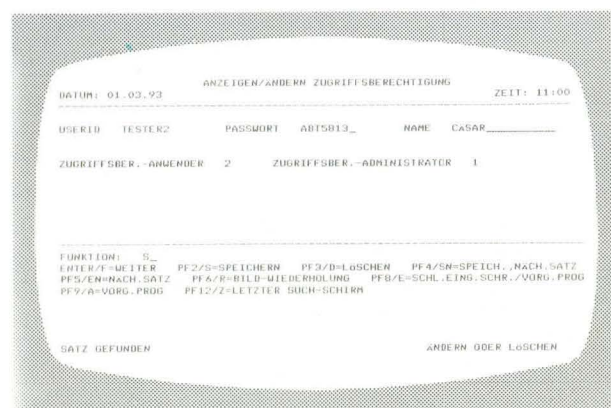 ANZEIGEN/ÄNDERN ZUGRIFFSBERECHTIGUNG
DATUM: 01.03.93 ZEIT: 11:00
USERID TESTER2 PASSWORT ABT5813_ NAME CÄSAR
ZUGRIFFSBER.-ANWENDER 2 ZUGRIFFSBER.-ADMINISTRATOR 1
FUNKTION: S_
ENTER/F=WEITER PF2/S=SPEICHERN PF3/D=LÖSCHEN PF4/SN=SPEICH.,NÄCH.SATZ
PF5/EN=NÄCH.SATZ PF6/R=BILD-WIEDERHOLUNG PF8/E=SCHL.EING.SCHR./VORG.PROG
PF9/A=VORG.PROG PF12/Z=LETZTER SUCH-SCHIRM
SATZ GEFUNDEN ÄNDERN ODER LÖSCHEN